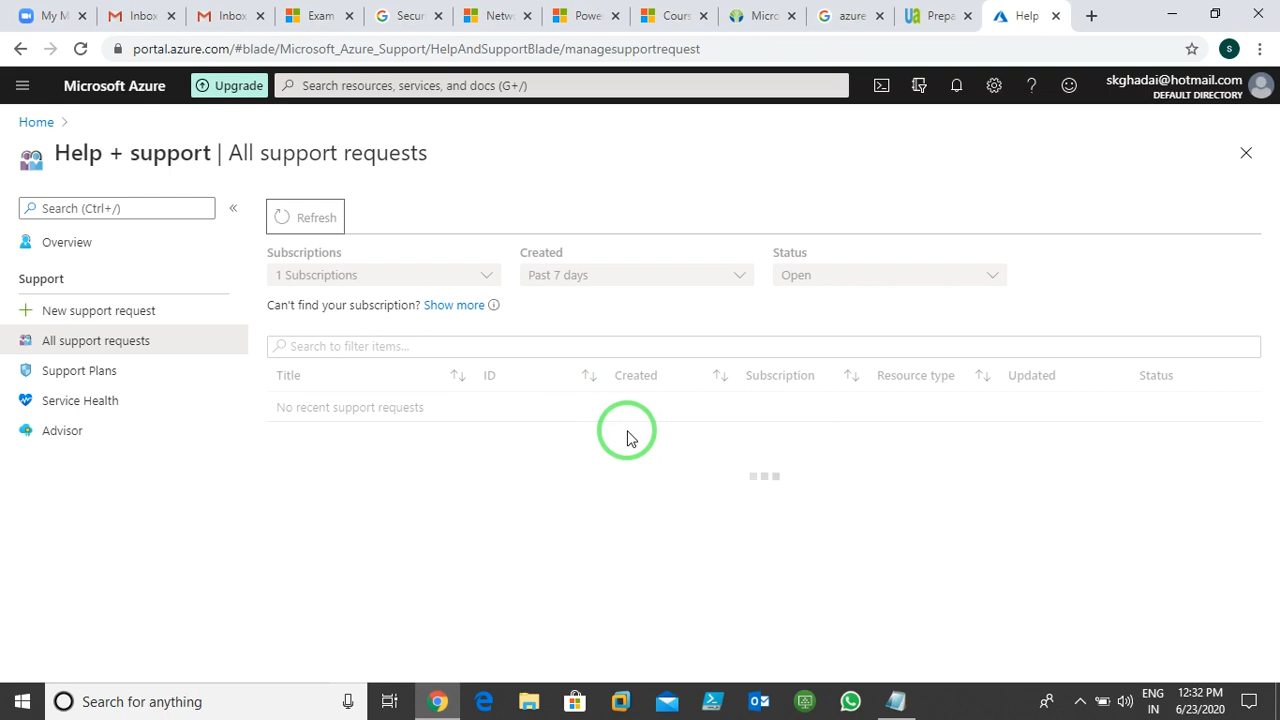 My M
Inbox
Inbox
Exam
Secur
Netw
Powe
Cours
Micro
azure
Prepa
Help
portal.azure.com/#blade/Microsoft_Azure_Support/HelpAndSupportBlade/managesupportrequest
s
Microsoft Azure
Upgrade
Search resources, services, and docs (G+/)
skghadai@hotmail.com
DEFAULT DIRECTORY
Home
Help + support | All support requests
Search (Ctrl+/)
«
Overview
Support
New support request
All support requests
Support Plans
Service Health
Advisor
Refresh
Subscriptions
Created
Status
1 Subscriptions
Past 7 days
Open
Can't find your subscription? Show more
Search to filter items...
Title
ID
Created
Subscription
Resource type
Updated
Status
No recent support requests
Search for anything
ENG
IN
12:32 PM
6/23/2020